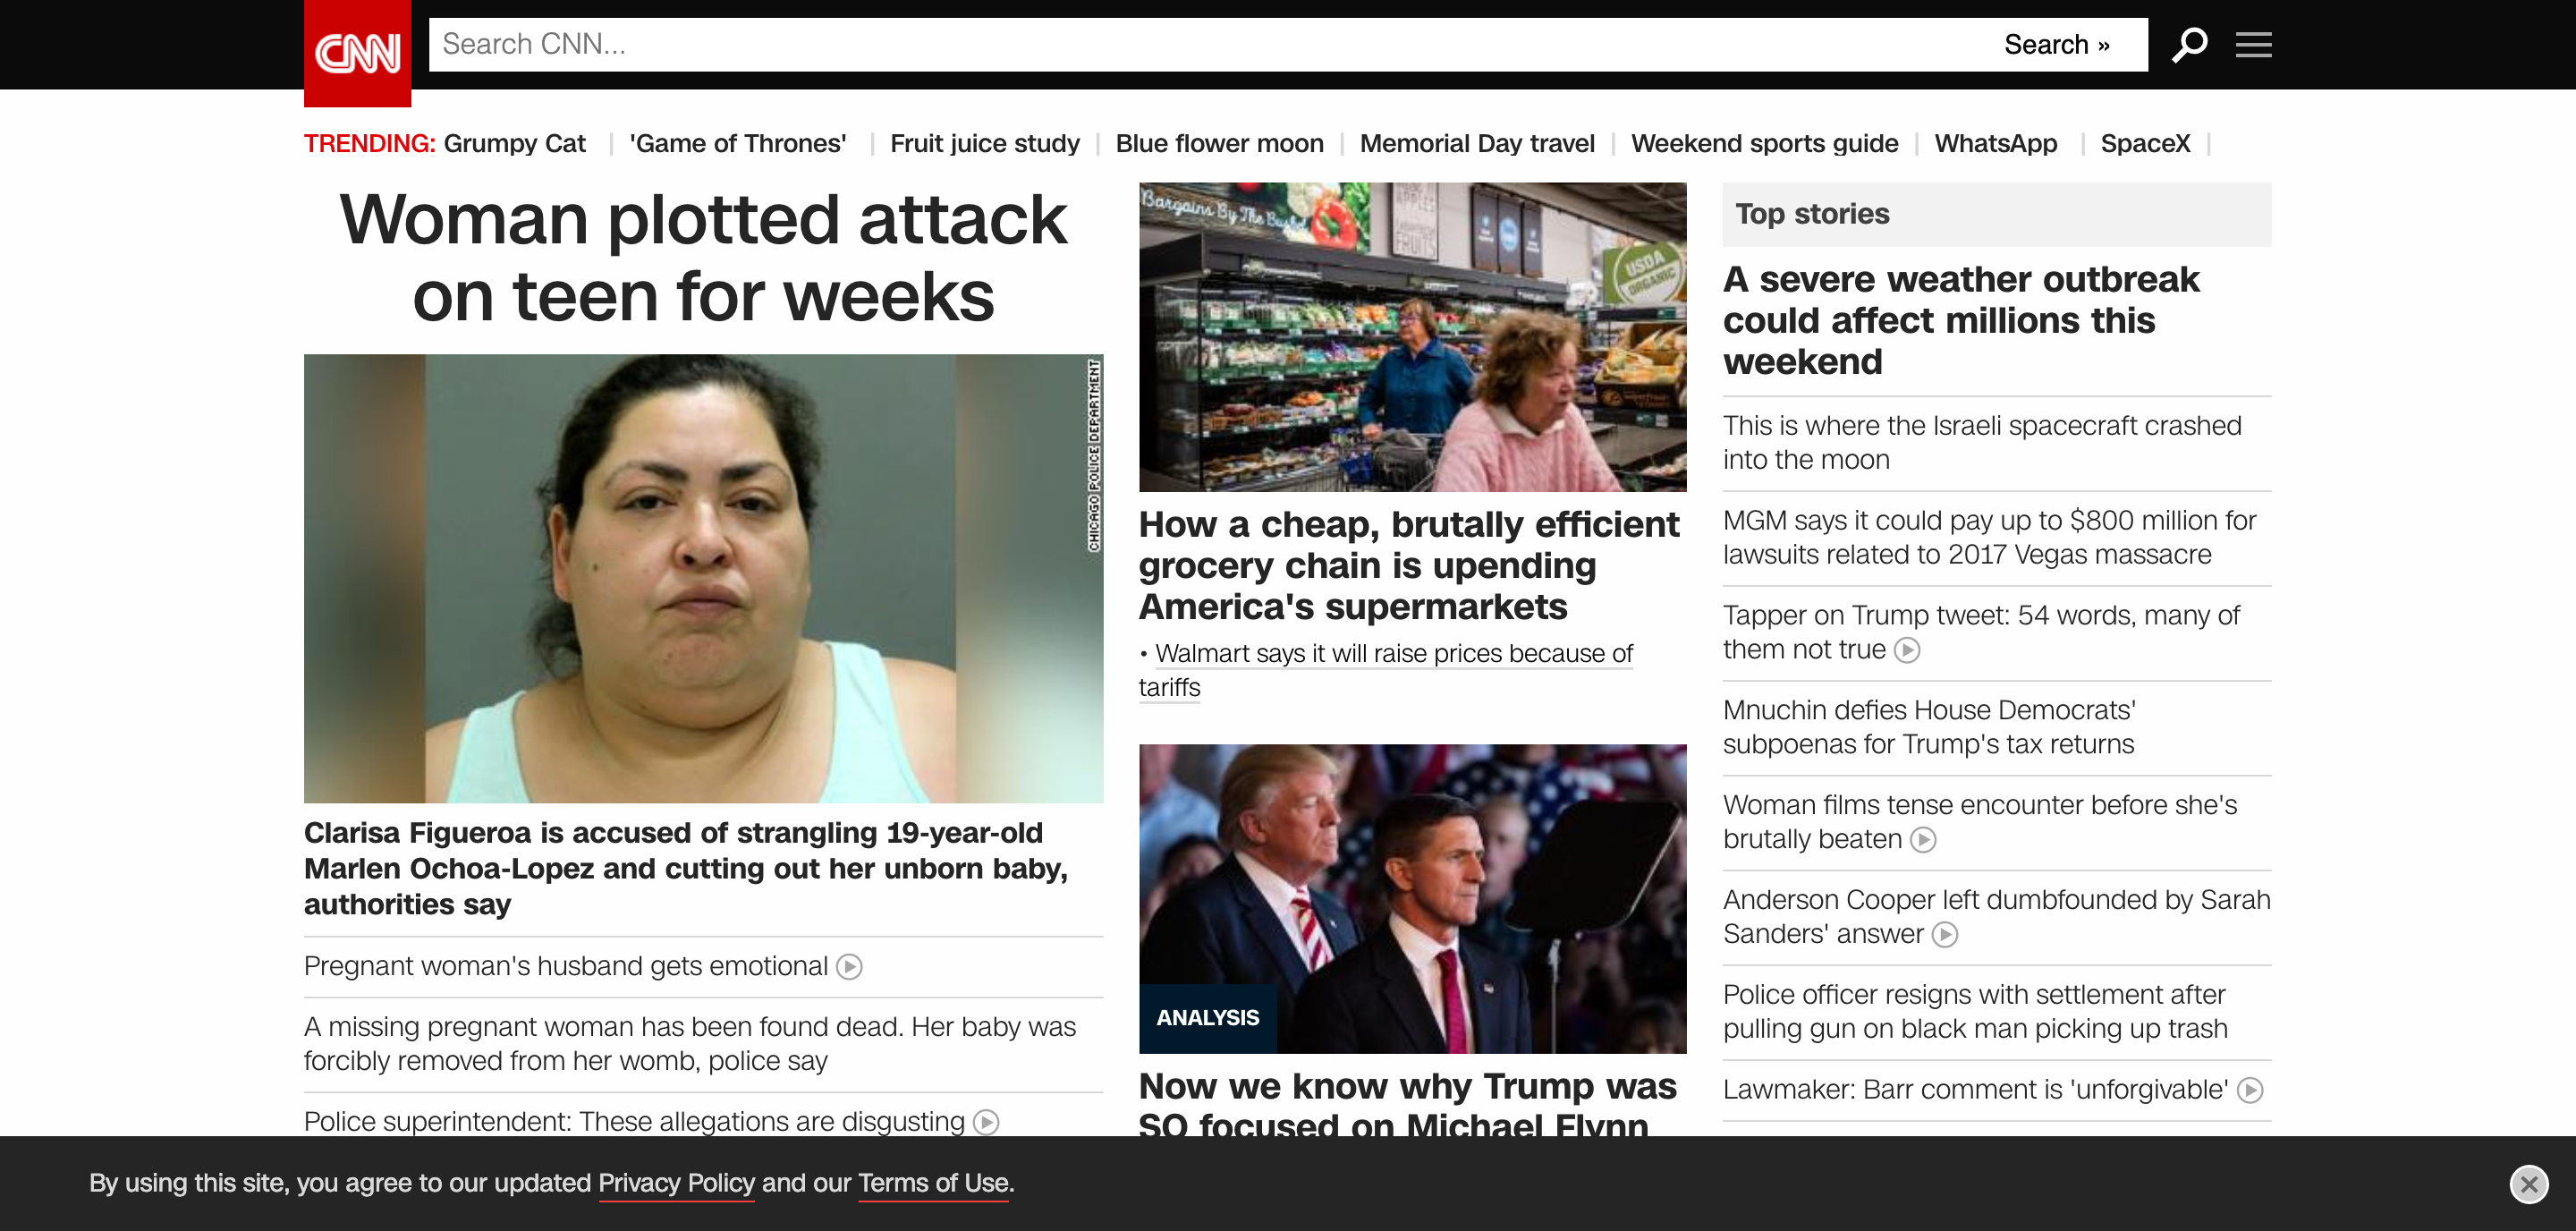 CNN
Search CNN...
Search »
TRENDING: Grumpy Cat
'Game of Thrones'
Fruit juice study
Blue flower moon
Memorial Day travel
Weekend sports guide
WhatsApp
SpaceX
Woman plotted attack
on teen for weeks
CHICAGO POLICE DEPARTMENT
Clarisa Figueroa is accused of strangling 19-year-old
Marlen Ochoa-Lopez and cutting out her unborn baby,
authorities say
Pregnant woman's husband gets emotional
A missing pregnant woman has been found dead. Her baby was
forcibly removed from her womb, police say
Police superintendent: These allegations are disgusting
Bargains By The
FRUITS
USDA
ORGANIC
How a cheap, brutally efficient
grocery chain is upending
America's supermarkets
• Walmart says it will raise prices because of
tariffs
ANALYSIS
Now we know why Trump was
SO focused on Michael Flynn
Top stories
A severe weather outbreak
could affect millions this
weekend
This is where the Israeli spacecraft crashed
into the moon
MGM says it could pay up to $800 million for
lawsuits related to 2017 Vegas massacre
Tapper on Trump tweet: 54 words, many of
them not true
Mnuchin defies House Democrats'
subpoenas for Trump's tax returns
Woman films tense encounter before she's
brutally beaten
Anderson Cooper left dumbfounded by Sarah
Sanders' answer
Police officer resigns with settlement after
pulling gun on black man picking up trash
Lawmaker: Barr comment is 'unforgivable'
By using this site, you agree to our updated Privacy Policy and our Terms of Use.